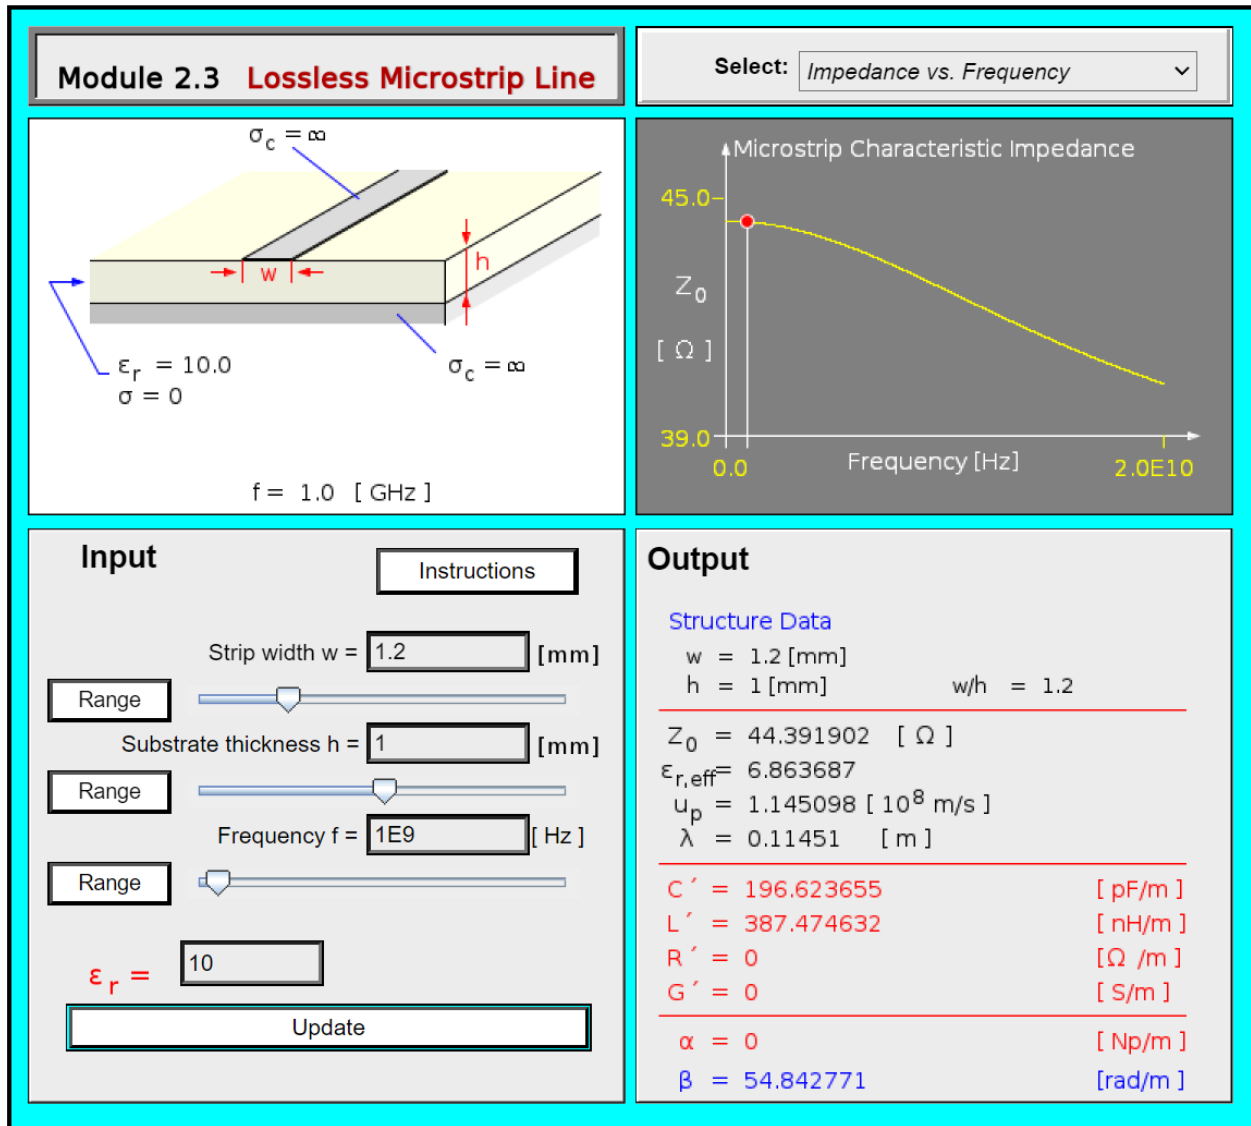 Module 2.3 Lossless Microstrip Line
Select: Impedance vs. Frequency
σc = ∞
w
h
εr = 10.0
σ = 0
σc = ∞
f = 1.0 [ GHz ]
Microstrip Characteristic Impedance
45.0
Z0
[ Ω ]
39.0
0.0
Frequency [Hz]
2.0E10
Input
Instructions
Strip width w = 1.2 [mm]
Range
Substrate thickness h = 1 [mm]
Range
Frequency f = 1E9 [ Hz ]
Range
εr = 10
Update
Output
Structure Data
w = 1.2 [mm]
h = 1 [mm] w/h = 1.2
Z0 = 44.391902 [ Ω ]
εr,eff= 6.863687
up = 1.145098 [ 10^8 m/s ]
λ = 0.11451 [ m ]
C´ = 196.623655 [ pF/m ]
L´ = 387.474632 [ nH/m ]
R´ = 0 [Ω /m ]
G´ = 0 [ S/m ]
α = 0 [ Np/m ]
β = 54.842771 [rad/m ]